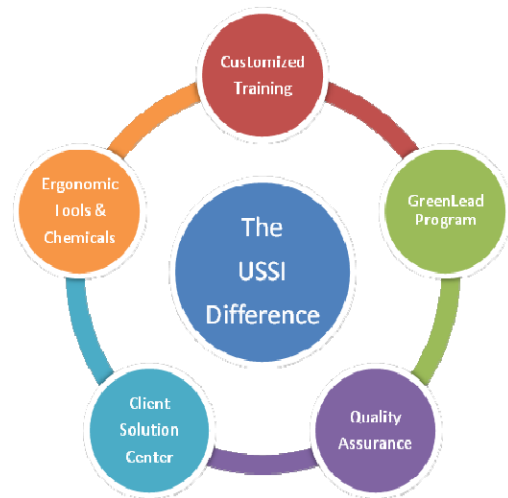 Customized
Training
GreenLead
Program
Quality
Assurance
Client
Solution
Center
Ergonomic
Tools &
Chemicals
The
USSI
Difference